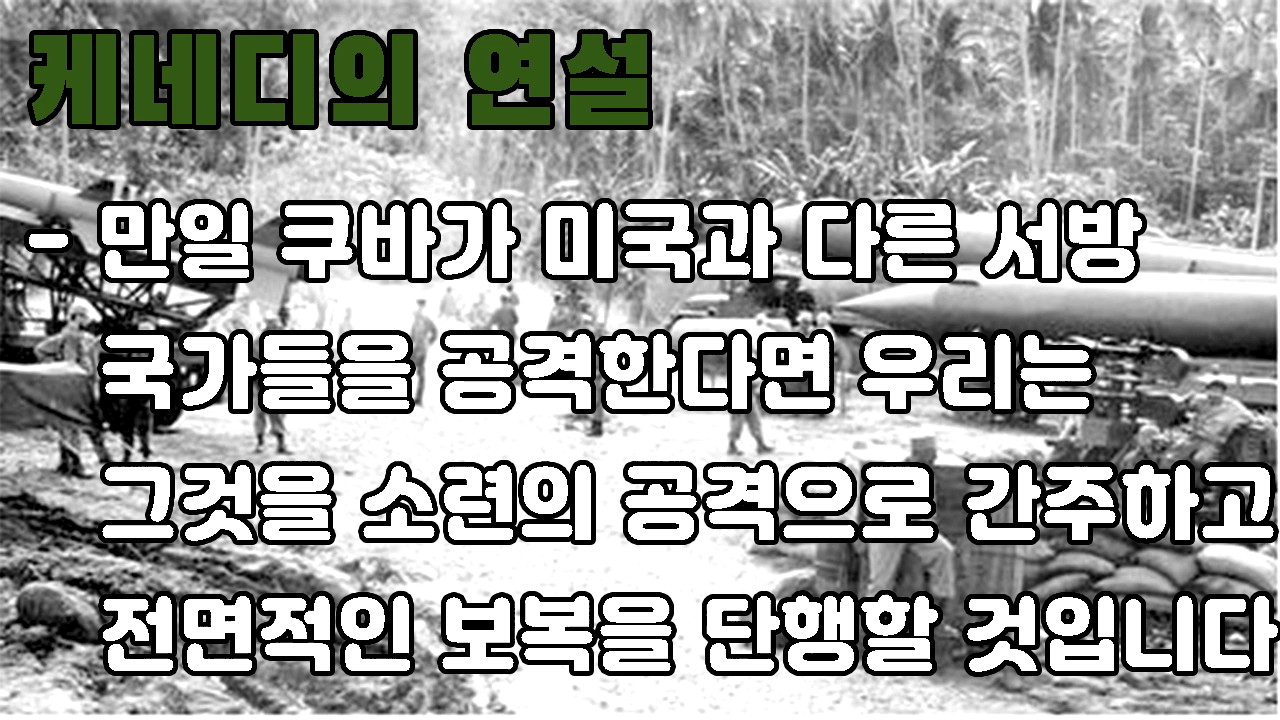 케네디의 연설
- 만일 쿠바가 미국과 다른 서방
국가들을 공격한다면 우리는
그것을 소련의 공격으로 간주하고
전면적인 보복을 단행할 것입니다